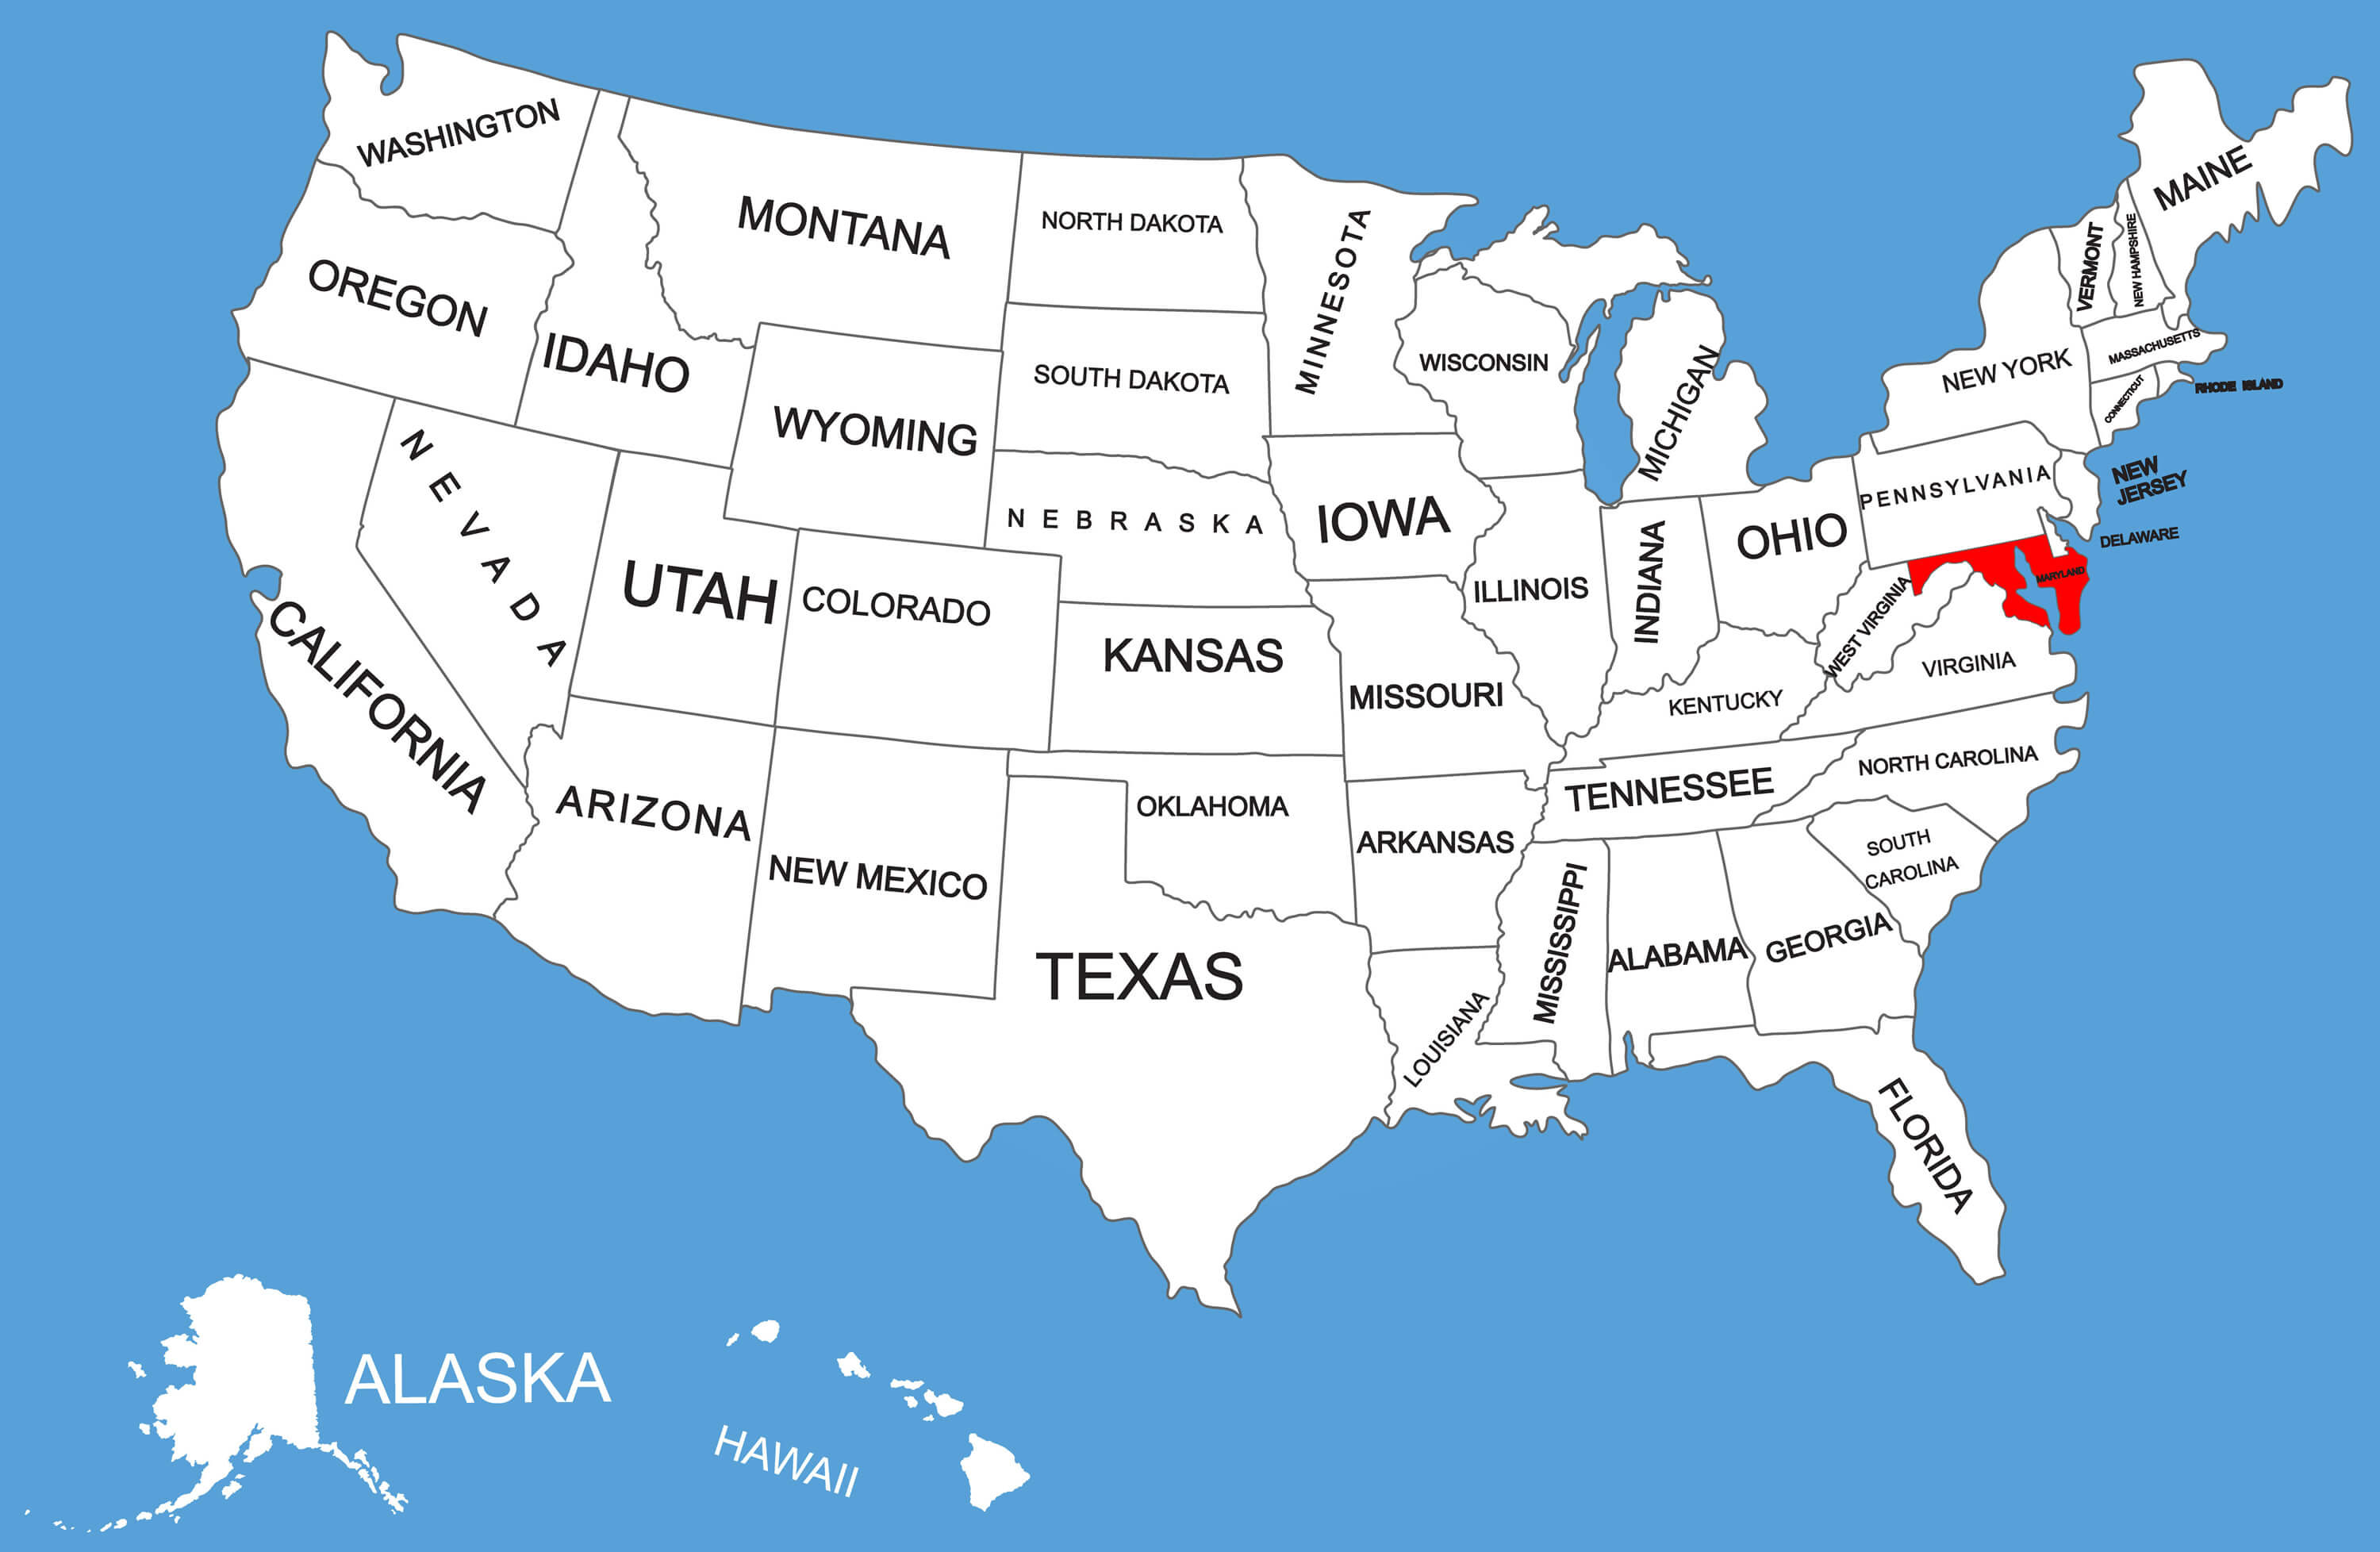 WASHINGTON
MAINE
MONTANA
NORTH DAKOTA
MINNESOTA
VERMONT
NEW HAMPSHIRE
OREGON
IDAHO
WISCONSIN
MICHIGAN
NEW YORK
MASSACHUSETTS
SOUTH DAKOTA
RHODE ISLAND
CONNECTICUT
WYOMING
NEVADA
NEBRASKA
IOWA
PENNSYLVANIA
NEW
JERSEY
OHIO
DELAWARE
UTAH
COLORADO
ILLINOIS
INDIANA
MARYLAND
WEST VIRGINIA
CALIFORNIA
KANSAS
MISSOURI
KENTUCKY
VIRGINIA
ARIZONA
NEW MEXICO
OKLAHOMA
ARKANSAS
TENNESSEE
NORTH CAROLINA
SOUTH
CAROLINA
TEXAS
LOUISIANA
MISSISSIPPI
ALABAMA
GEORGIA
FLORIDA
ALASKA
HAWAII